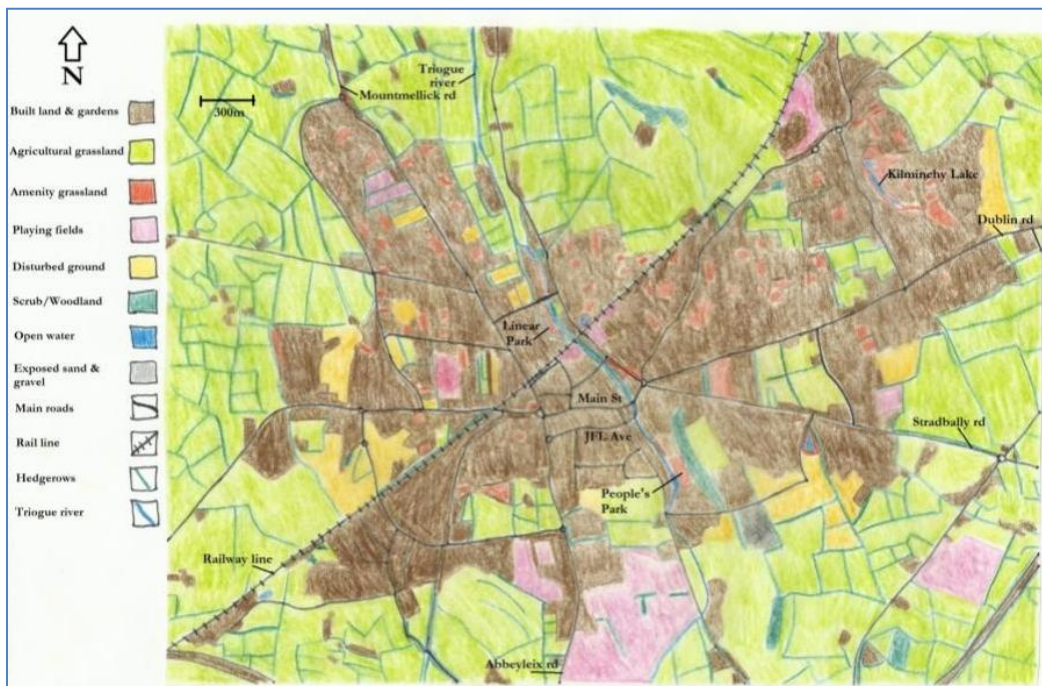 N
Built land & gardens
Agricultural grassland
Amenity grassland
Playing fields
Disturbed ground
Scrub/Woodland
Open water
Exposed sand &
gravel
Main roads
Rail line
Hedgerows
Triogue river
300m
Triogue
river
Mountmellick rd
Kilminchy Lake
Dublin rd
Linear
Park
Main St
JFL Ave
Stradbally rd
People's
Park
Railway line
Abbeyleix rd